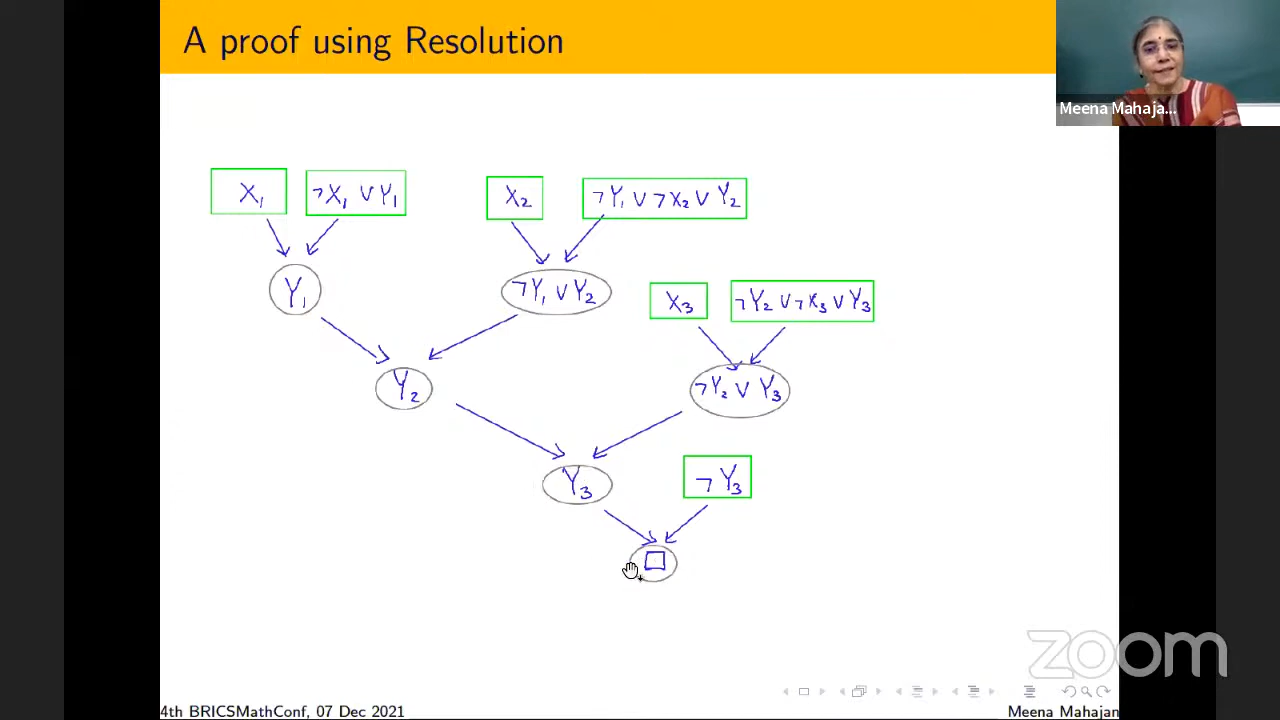 A proof using Resolution
Meena Mahaja...
X₁
¬X₁ ∨ Y₁
X₂
¬Y₁ ∨ ¬X₂ ∨ Y₂
Y₁
¬Y₁ ∨ Y₂
X₃
¬Y₂ ∨ ¬X₃ ∨ Y₃
Y₂
¬Y₂ ∨ Y₃
Y₃
¬Y₃
□
zoom
4th BRICSMathConf, 07 Dec 2021
Meena Mahajan